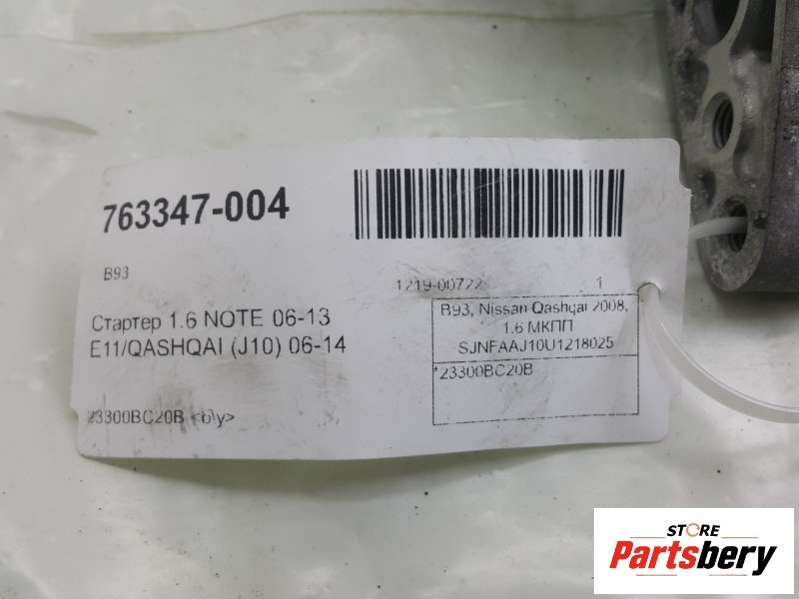 763347-004
B93
1219-00722 1
Стартер 1.6 NOTE 06-13
E11/QASHQAI (J10) 06-14
B93, Nissan Qashqai 2008,
1.6 МКПП
SJNFAAJ10U1218025
*23300BC20B
23300BC20B <b\y>
STORE
Partsbery